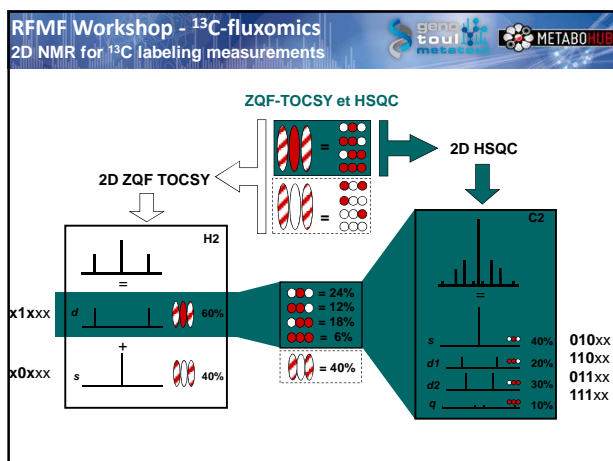 RFMF Workshop - ¹³C-fluxomics
2D NMR for ¹³C labeling measurements
geno
toul
metatoul
METABOHUB
ZQF-TOCSY et HSQC
=
=
2D ZQF TOCSY
2D HSQC
H2
=
x1xxx
d
60%
+
x0xxx
s
40%
= 24%
= 12%
= 18%
= 6%
= 40%
C2
=
s
40%
010xx
d1
20%
110xx
d2
30%
011xx
q
10%
111xx